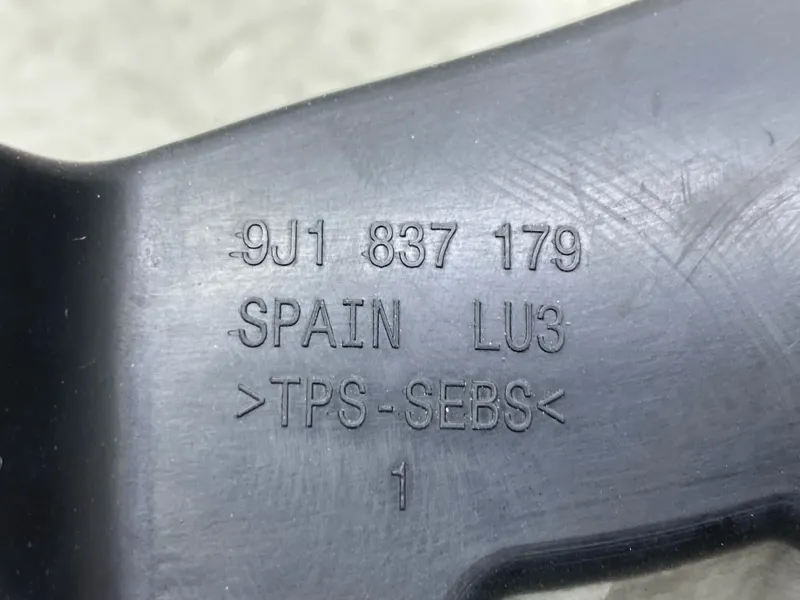 9J1 837 179
SPAIN LU3
>TPS-SEBS<
1